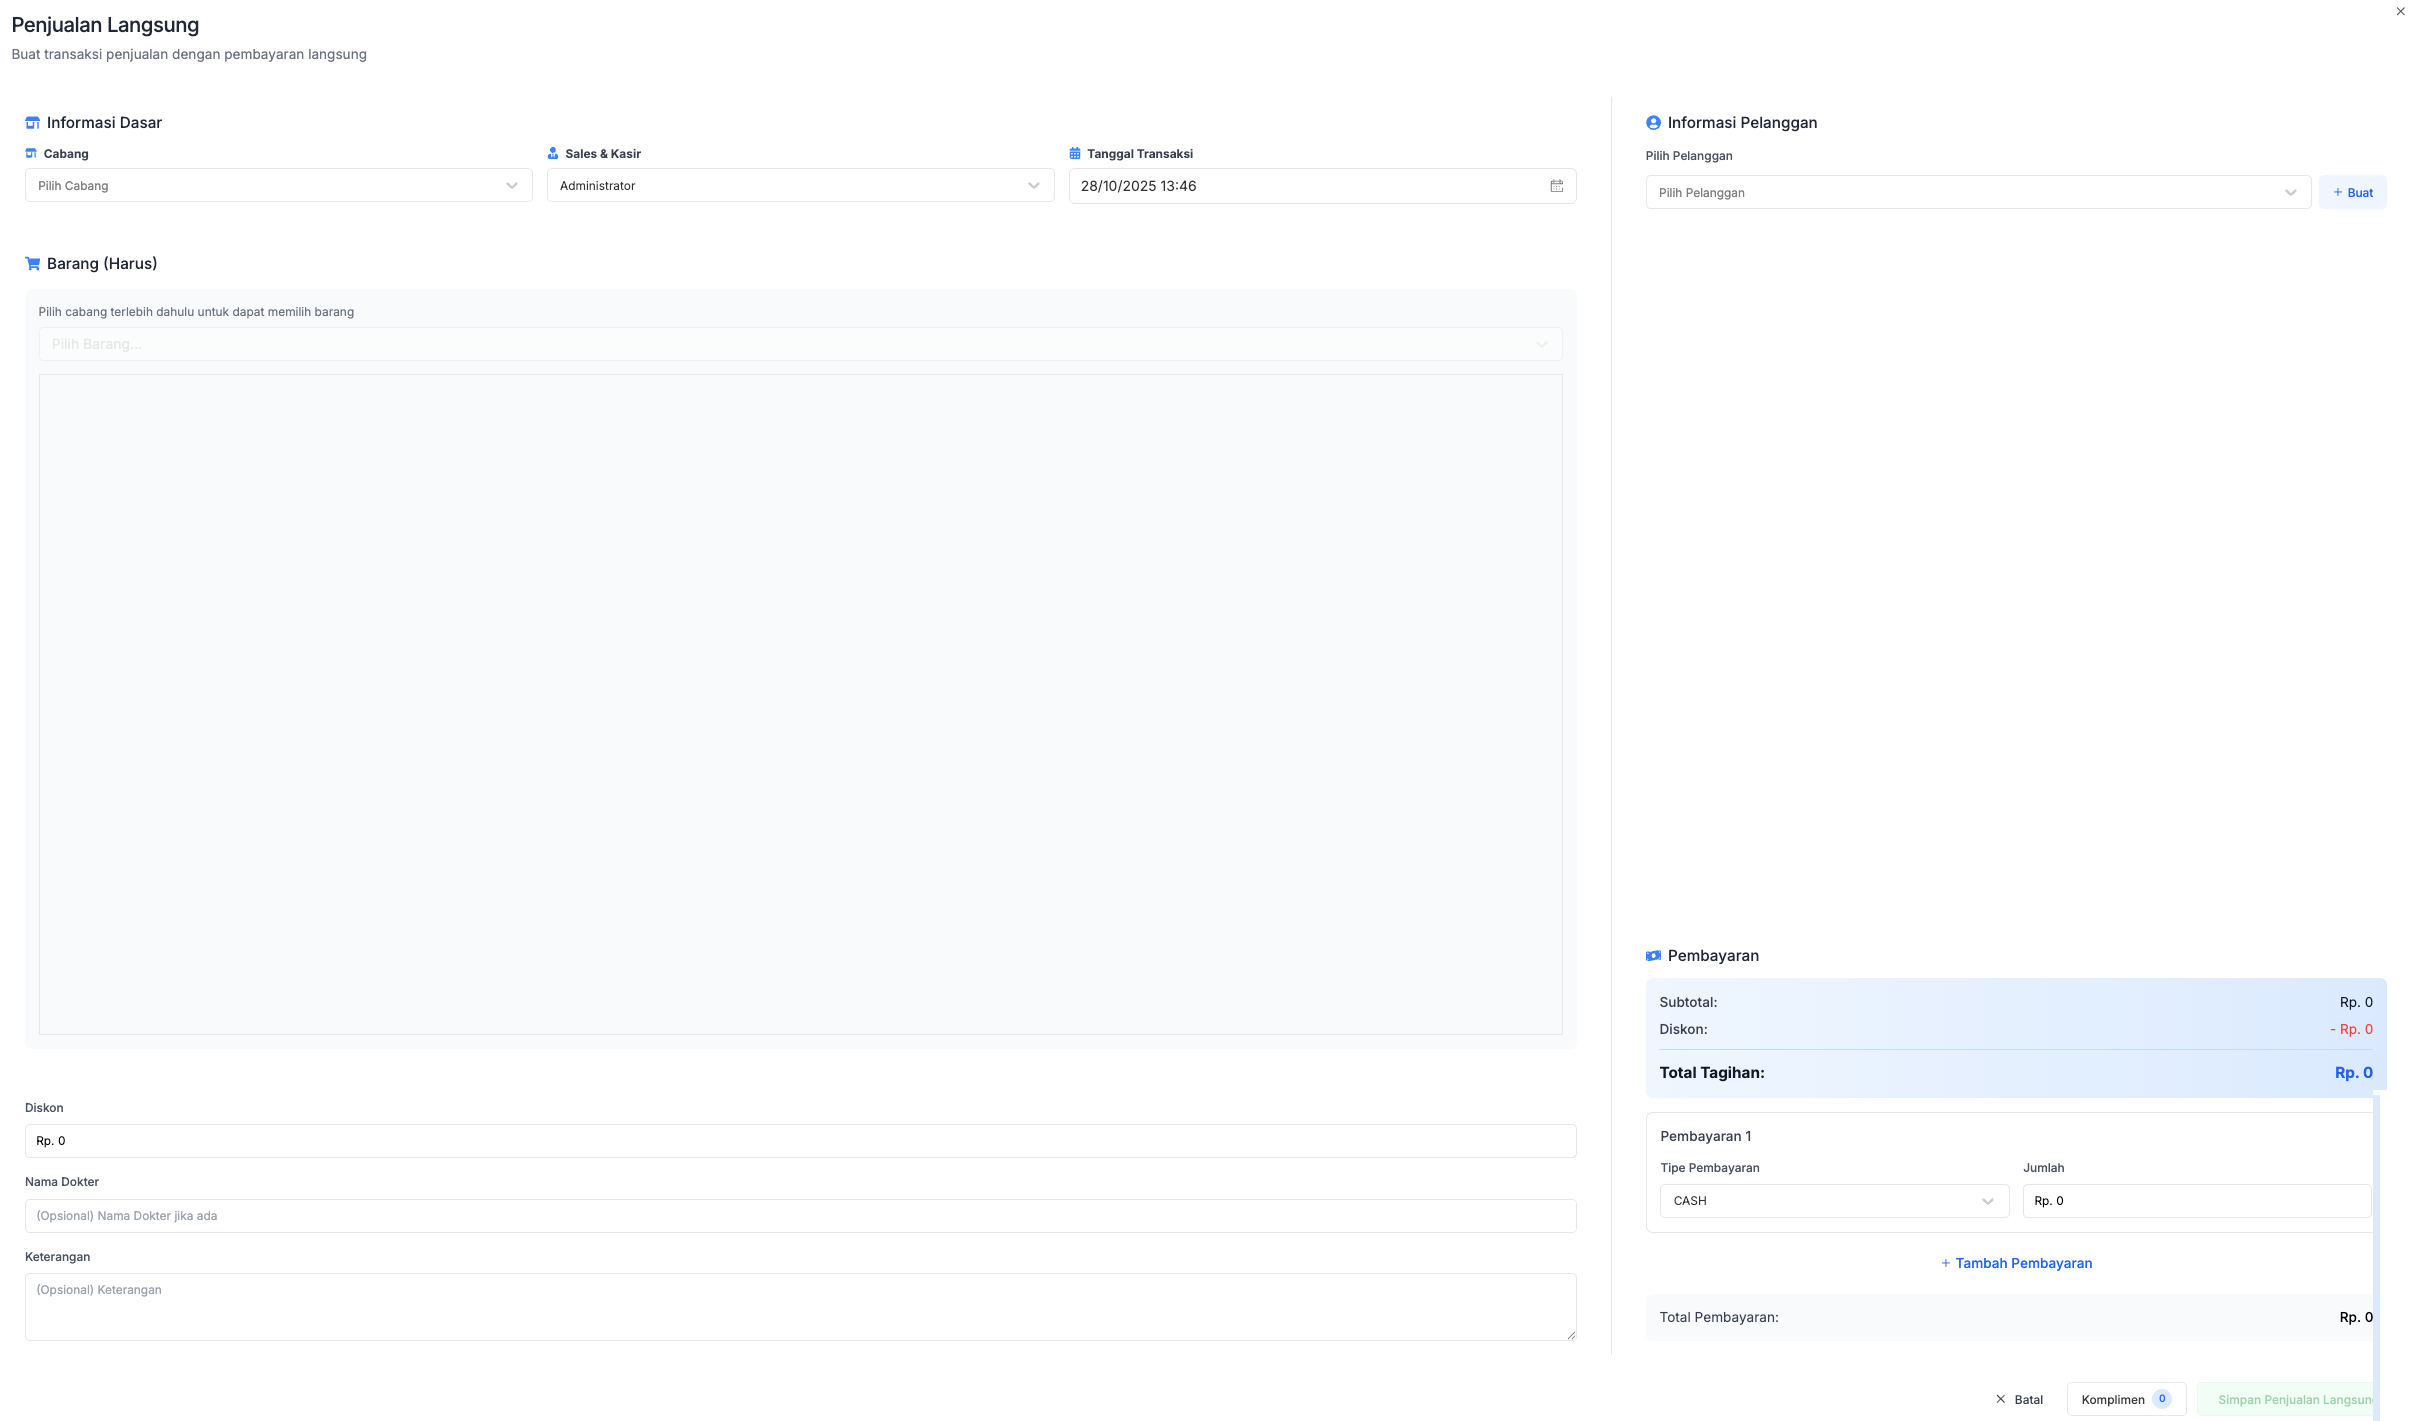 Penjualan Langsung
Buat transaksi penjualan dengan pembayaran langsung
Informasi Dasar
Cabang
Pilih Cabang
Sales & Kasir
Administrator
Tanggal Transaksi
28/10/2025 13:46
Barang (Harus)
Pilih cabang terlebih dahulu untuk dapat memilih barang
Pilih Barang...
Diskon
Rp. 0
Nama Dokter
(Opsional) Nama Dokter jika ada
Keterangan
(Opsional) Keterangan
Informasi Pelanggan
Pilih Pelanggan
Pilih Pelanggan
+ Buat
Pembayaran
Subtotal: Rp. 0
Diskon: - Rp. 0
Total Tagihan: Rp. 0
Pembayaran 1
Tipe Pembayaran
CASH
Jumlah
Rp. 0
+ Tambah Pembayaran
Total Pembayaran: Rp. 0
Batal
Komplimen 0
Simpan Penjualan Langsun